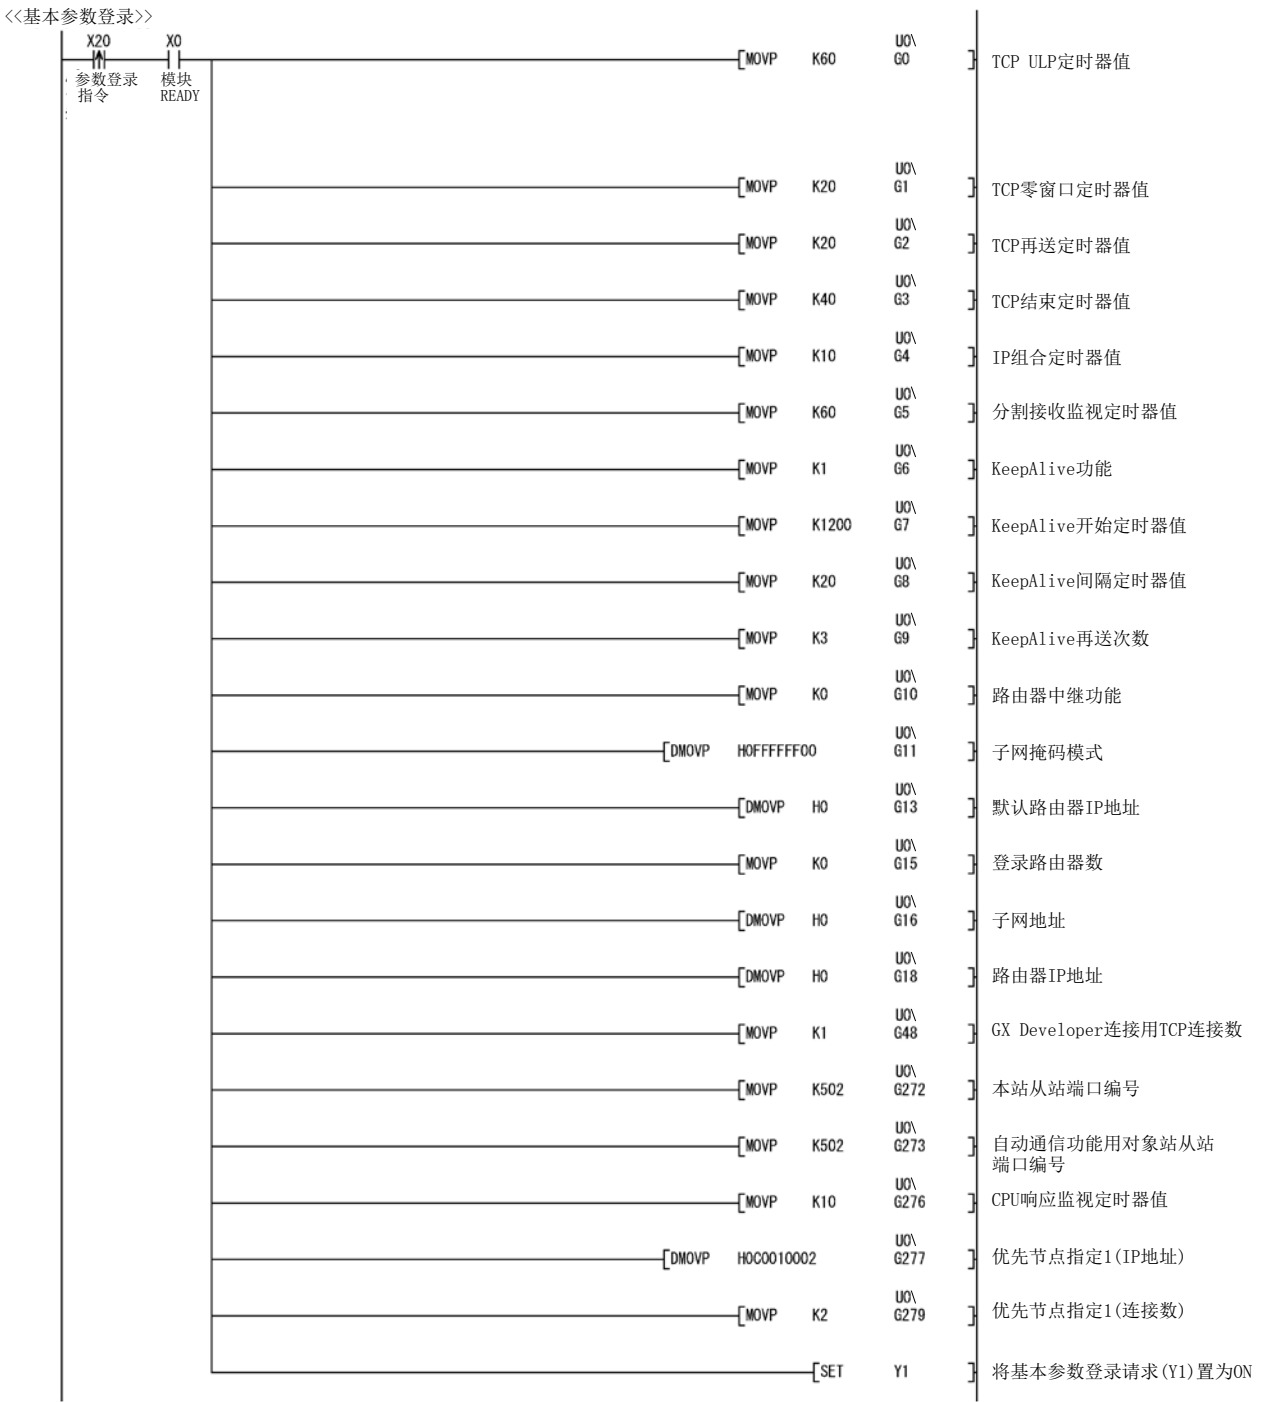 <<基本参数登录>>
X20 X0
参数登录
指令
模块
READY
U0\
[MOVP K60 G0 ] TCP ULP定时器值
U0\
[MOVP K20 G1 ] TCP零窗口定时器值
U0\
[MOVP K20 G2 ] TCP再送定时器值
U0\
[MOVP K40 G3 ] TCP结束定时器值
U0\
[MOVP K10 G4 ] IP组合定时器值
U0\
[MOVP K60 G5 ] 分割接收监视定时器值
U0\
[MOVP K1 G6 ] KeepAlive功能
U0\
[MOVP K1200 G7 ] KeepAlive开始定时器值
U0\
[MOVP K20 G8 ] KeepAlive间隔定时器值
U0\
[MOVP K3 G9 ] KeepAlive再送次数
U0\
[MOVP K0 G10 ] 路由器中继功能
U0\
[DMOVP H0FFFFFF00 G11 ] 子网掩码模式
U0\
[DMOVP H0 G13 ] 默认路由器IP地址
U0\
[MOVP K0 G15 ] 登录路由器数
U0\
[DMOVP H0 G16 ] 子网地址
U0\
[DMOVP H0 G18 ] 路由器IP地址
U0\
[MOVP K1 G48 ] GX Developer连接用TCP连接数
U0\
[MOVP K502 G272 ] 本站从站端口编号
U0\
[MOVP K502 G273 ] 自动通信功能用对象站从站
端口编号
U0\
[MOVP K10 G276 ] CPU响应监视定时器值
U0\
[DMOVP H0C0010002 G277 ] 优先节点指定1(IP地址)
U0\
[MOVP K2 G279 ] 优先节点指定1(连接数)
[SET Y1 ] 将基本参数登录请求(Y1)置为ON